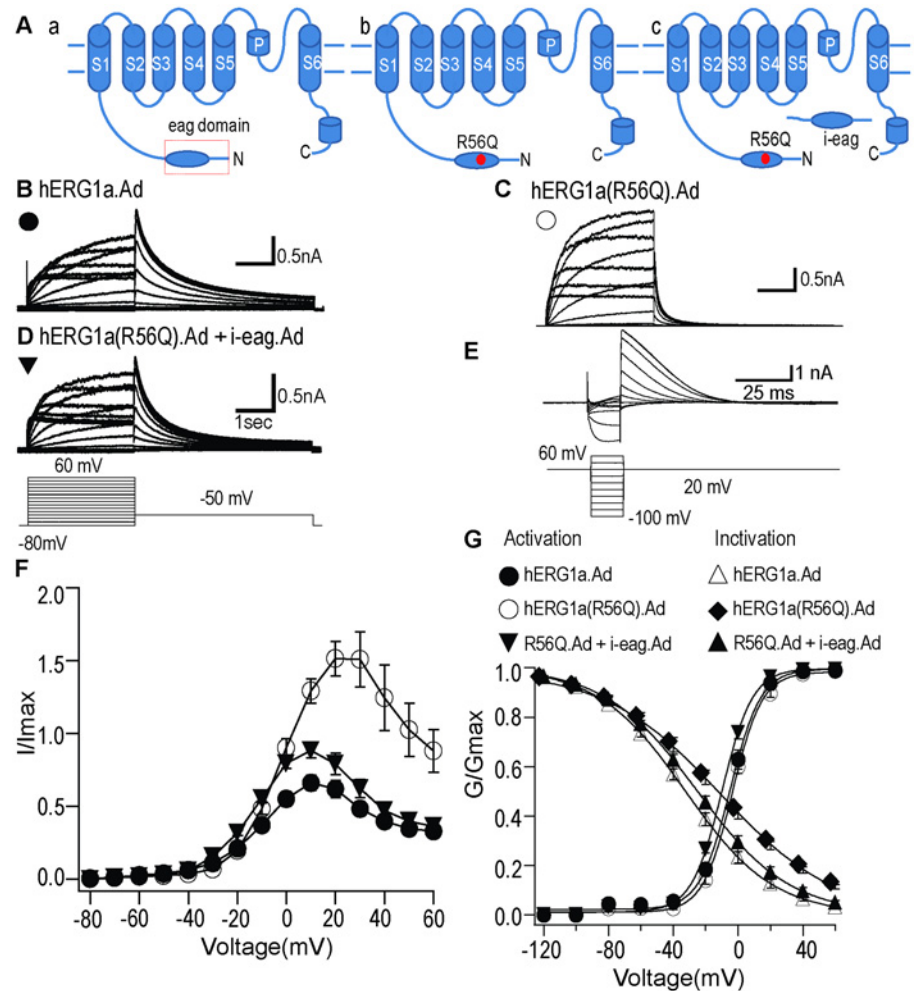 A a b c
S1 S2 S3 S4 S5 P S6
S1 S2 S3 S4 S5 P S6
S1 S2 S3 S4 S5 P S6
eag domain
N
C
R56Q
N
C
R56Q
i-eag
N
C
B hERG1a.Ad
0.5nA
C hERG1a(R56Q).Ad
0.5nA
D hERG1a(R56Q).Ad + i-eag.Ad
0.5nA
1sec
60 mV
-50 mV
-80mV
E
1 nA
25 ms
60 mV
20 mV
-100 mV
F
2.0
1.5
1.0
0.5
0.0
I/Imax
-80 -60 -40 -20 0 20 40 60
Voltage(mV)
G Activation Inctivation
hERG1a.Ad hERG1a.Ad
hERG1a(R56Q).Ad hERG1a(R56Q).Ad
R56Q.Ad + i-eag.Ad R56Q.Ad + i-eag.Ad
1.0
0.8
0.6
0.4
0.2
0.0
G/Gmax
-120 -80 -40 0 40
Voltage(mV)